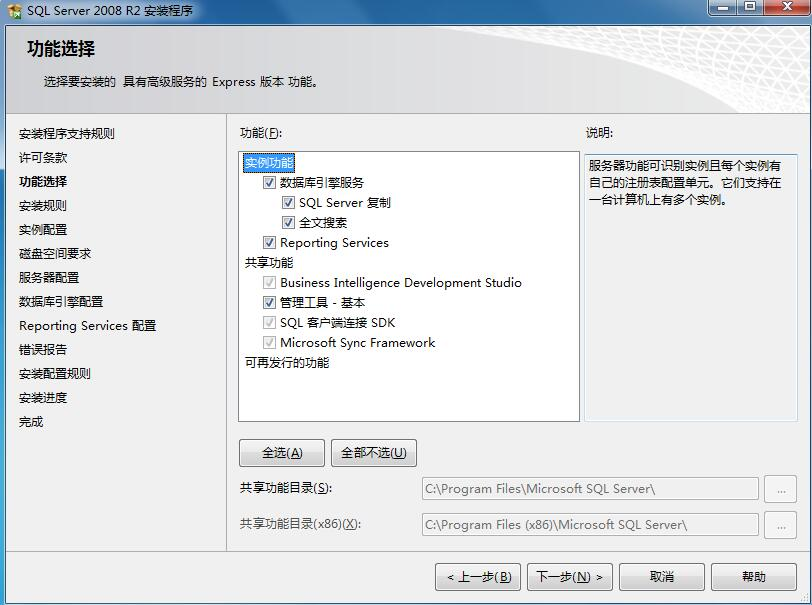 SQL Server 2008 R2 安装程序
功能选择
选择要安装的 具有高级服务的 Express 版本 功能。
安装程序支持规则
许可条款
功能选择
安装规则
实例配置
磁盘空间要求
服务器配置
数据库引擎配置
Reporting Services 配置
错误报告
安装配置规则
安装进度
完成
功能(F):
实例功能
数据库引擎服务
SQL Server 复制
全文搜索
Reporting Services
共享功能
Business Intelligence Development Studio
管理工具 - 基本
SQL 客户端连接 SDK
Microsoft Sync Framework
可再发行的功能
说明:
服务器功能可识别实例且每个实例有
自己的注册表配置单元。它们支持在
一台计算机上有多个实例。
全选(A)
全部不选(U)
共享功能目录(S):
C:\Program Files\Microsoft SQL Server\
...
共享功能目录(x86)(X):
C:\Program Files (x86)\Microsoft SQL Server\
...
< 上一步(B)
下一步(N) >
取消
帮助